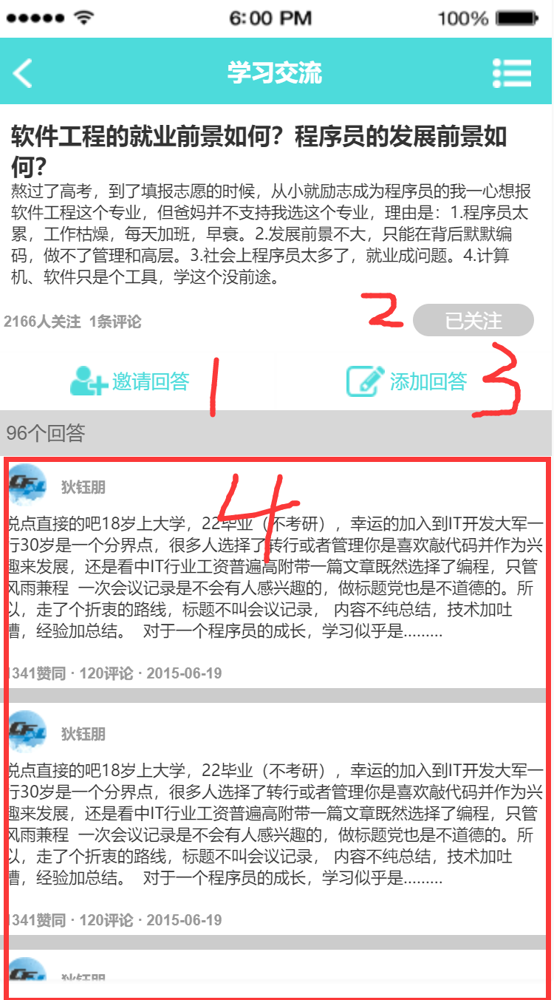 6:00 PM 100%
学习交流
软件工程的就业前景如何？程序员的发展前景如
何？
熬过了高考，到了填报志愿的时候，从小就励志成为程序员的我一心想报
软件工程这个专业，但爸妈并不支持我选这个专业，理由是：1.程序员太
累，工作枯燥，每天加班，早衰。2.发展前景不大，只能在背后默默编
码，做不了管理和高层。3.社会上程序员太多了，就业成问题。4.计算
机、软件只是个工具，学这个没前途。
2166人关注 1条评论 2 已关注
邀请回答 1 添加回答 3
96个回答
狄钰朋 4
说点直接的吧18岁上大学，22毕业（不考研），幸运的加入到IT开发大军一
行30岁是一个分界点，很多人选择了转行或者管理你是喜欢敲代码并作为兴
趣来发展，还是看中IT行业工资普遍高附带一篇文章既然选择了编程，只管
风雨兼程 一次会议记录是不会有人感兴趣的，做标题党也是不道德的。所
以，走了个折衷的路线，标题不叫会议记录， 内容不纯总结，技术加吐
槽，经验加总结。 对于一个程序员的成长，学习似乎是.........
1341赞同 · 120评论 · 2015-06-19
狄钰朋
说点直接的吧18岁上大学，22毕业（不考研），幸运的加入到IT开发大军一
行30岁是一个分界点，很多人选择了转行或者管理你是喜欢敲代码并作为兴
趣来发展，还是看中IT行业工资普遍高附带一篇文章既然选择了编程，只管
风雨兼程 一次会议记录是不会有人感兴趣的，做标题党也是不道德的。所
以，走了个折衷的路线，标题不叫会议记录， 内容不纯总结，技术加吐
槽，经验加总结。 对于一个程序员的成长，学习似乎是.........
1341赞同 · 120评论 · 2015-06-19
狄钰朋